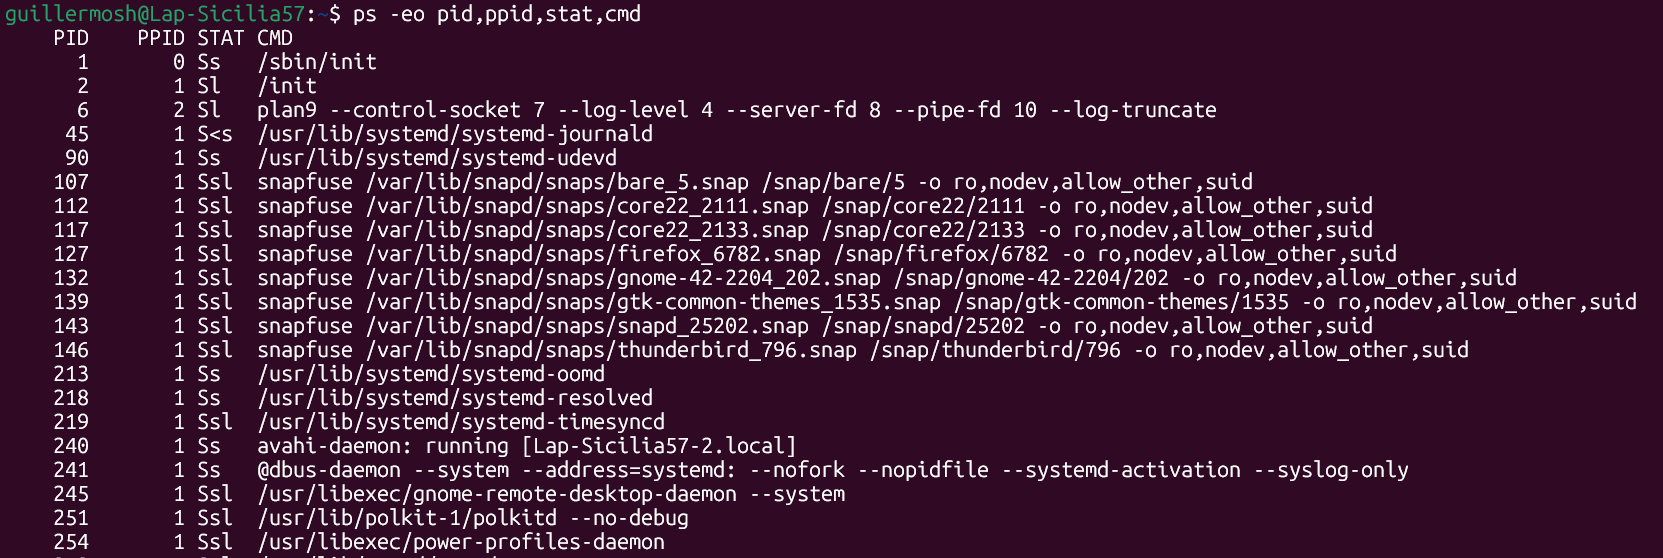 guillermosh@Lap-Sicilia57:~$ ps -eo pid,ppid,stat,cmd
PID PPID STAT CMD
1 0 Ss /sbin/init
2 1 Sl /init
6 2 Sl plan9 --control-socket 7 --log-level 4 --server-fd 8 --pipe-fd 10 --log-truncate
45 1 S<s /usr/lib/systemd/systemd-journald
90 1 Ss /usr/lib/systemd/systemd-udevd
107 1 Ssl snapfuse /var/lib/snapd/snaps/bare_5.snap /snap/bare/5 -o ro,nodev,allow_other,suid
112 1 Ssl snapfuse /var/lib/snapd/snaps/core22_2111.snap /snap/core22/2111 -o ro,nodev,allow_other,suid
117 1 Ssl snapfuse /var/lib/snapd/snaps/core22_2133.snap /snap/core22/2133 -o ro,nodev,allow_other,suid
127 1 Ssl snapfuse /var/lib/snapd/snaps/firefox_6782.snap /snap/firefox/6782 -o ro,nodev,allow_other,suid
132 1 Ssl snapfuse /var/lib/snapd/snaps/gnome-42-2204_202.snap /snap/gnome-42-2204/202 -o ro,nodev,allow_other,suid
139 1 Ssl snapfuse /var/lib/snapd/snaps/gtk-common-themes_1535.snap /snap/gtk-common-themes/1535 -o ro,nodev,allow_other,suid
143 1 Ssl snapfuse /var/lib/snapd/snaps/snapd_25202.snap /snap/snapd/25202 -o ro,nodev,allow_other,suid
146 1 Ssl snapfuse /var/lib/snapd/snaps/thunderbird_796.snap /snap/thunderbird/796 -o ro,nodev,allow_other,suid
213 1 Ss /usr/lib/systemd/systemd-oomd
218 1 Ss /usr/lib/systemd/systemd-resolved
219 1 Ssl /usr/lib/systemd/systemd-timesyncd
240 1 Ss avahi-daemon: running [Lap-Sicilia57-2.local]
241 1 Ss @dbus-daemon --system --address=systemd: --nofork --nopidfile --systemd-activation --syslog-only
245 1 Ssl /usr/libexec/gnome-remote-desktop-daemon --system
251 1 Ssl /usr/lib/polkit-1/polkitd --no-debug
254 1 Ssl /usr/libexec/power-profiles-daemon